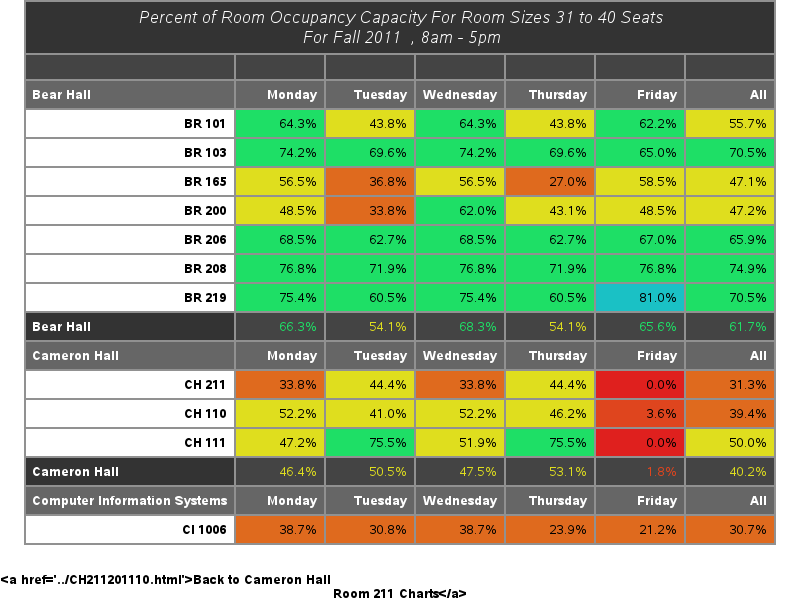 Percent of Room Occupancy Capacity For Room Sizes 31 to 40 Seats
For Fall 2011 , 8am - 5pm
Bear Hall Monday Tuesday Wednesday Thursday Friday All
BR 101 64.3% 43.8% 64.3% 43.8% 62.2% 55.7%
BR 103 74.2% 69.6% 74.2% 69.6% 65.0% 70.5%
BR 165 56.5% 36.8% 56.5% 27.0% 58.5% 47.1%
BR 200 48.5% 33.8% 62.0% 43.1% 48.5% 47.2%
BR 206 68.5% 62.7% 68.5% 62.7% 67.0% 65.9%
BR 208 76.8% 71.9% 76.8% 71.9% 76.8% 74.9%
BR 219 75.4% 60.5% 75.4% 60.5% 81.0% 70.5%
Bear Hall 66.3% 54.1% 68.3% 54.1% 65.6% 61.7%
Cameron Hall Monday Tuesday Wednesday Thursday Friday All
CH 211 33.8% 44.4% 33.8% 44.4% 0.0% 31.3%
CH 110 52.2% 41.0% 52.2% 46.2% 3.6% 39.4%
CH 111 47.2% 75.5% 51.9% 75.5% 0.0% 50.0%
Cameron Hall 46.4% 50.5% 47.5% 53.1% 1.8% 40.2%
Computer Information Systems Monday Tuesday Wednesday Thursday Friday All
CI 1006 38.7% 30.8% 38.7% 23.9% 21.2% 30.7%
<a href='../CH211201110.html'>Back to Cameron Hall
Room 211 Charts</a>